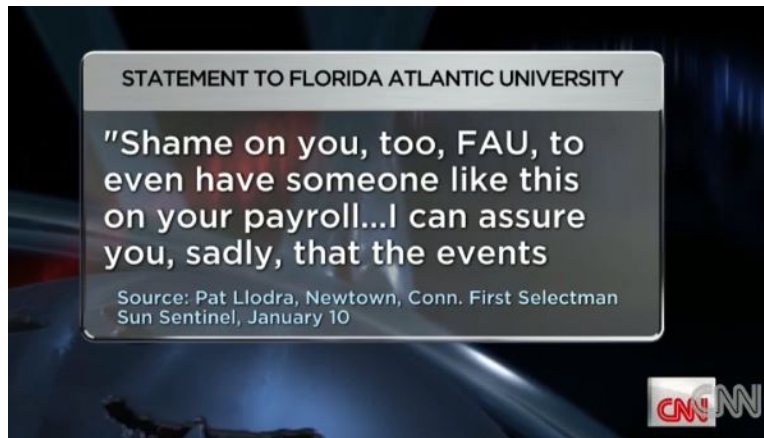 STATEMENT TO FLORIDA ATLANTIC UNIVERSITY
"Shame on you, too, FAU, to
even have someone like this
on your payroll...I can assure
you, sadly, that the events
Source: Pat Llodra, Newtown, Conn. First Selectman
Sun Sentinel, January 10
CNN CNN